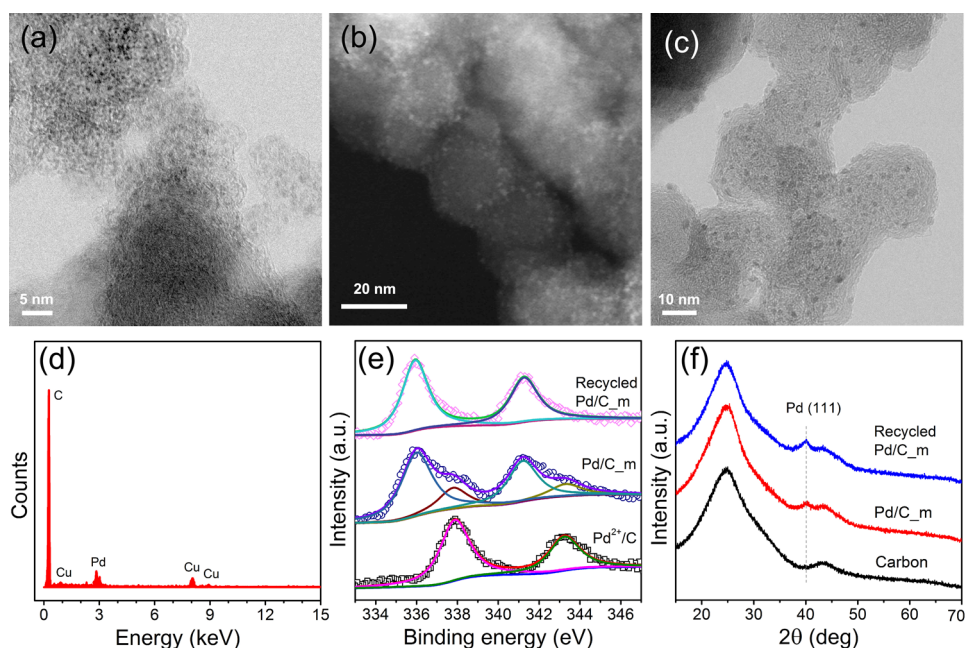 (a)
5 nm
(b)
20 nm
(c)
10 nm
(d)
C
Cu
Pd
Cu
Cu
Counts
0 3 6 9 12 15
Energy (keV)
(e)
Recycled
Pd/C_m
Pd/C_m
Pd²⁺/C
Intensity (a.u.)
334 336 338 340 342 344 346
Binding energy (eV)
(f)
Pd (111)
Recycled
Pd/C_m
Pd/C_m
Carbon
Intensity (a.u.)
20 30 40 50 60 70
2θ (deg)